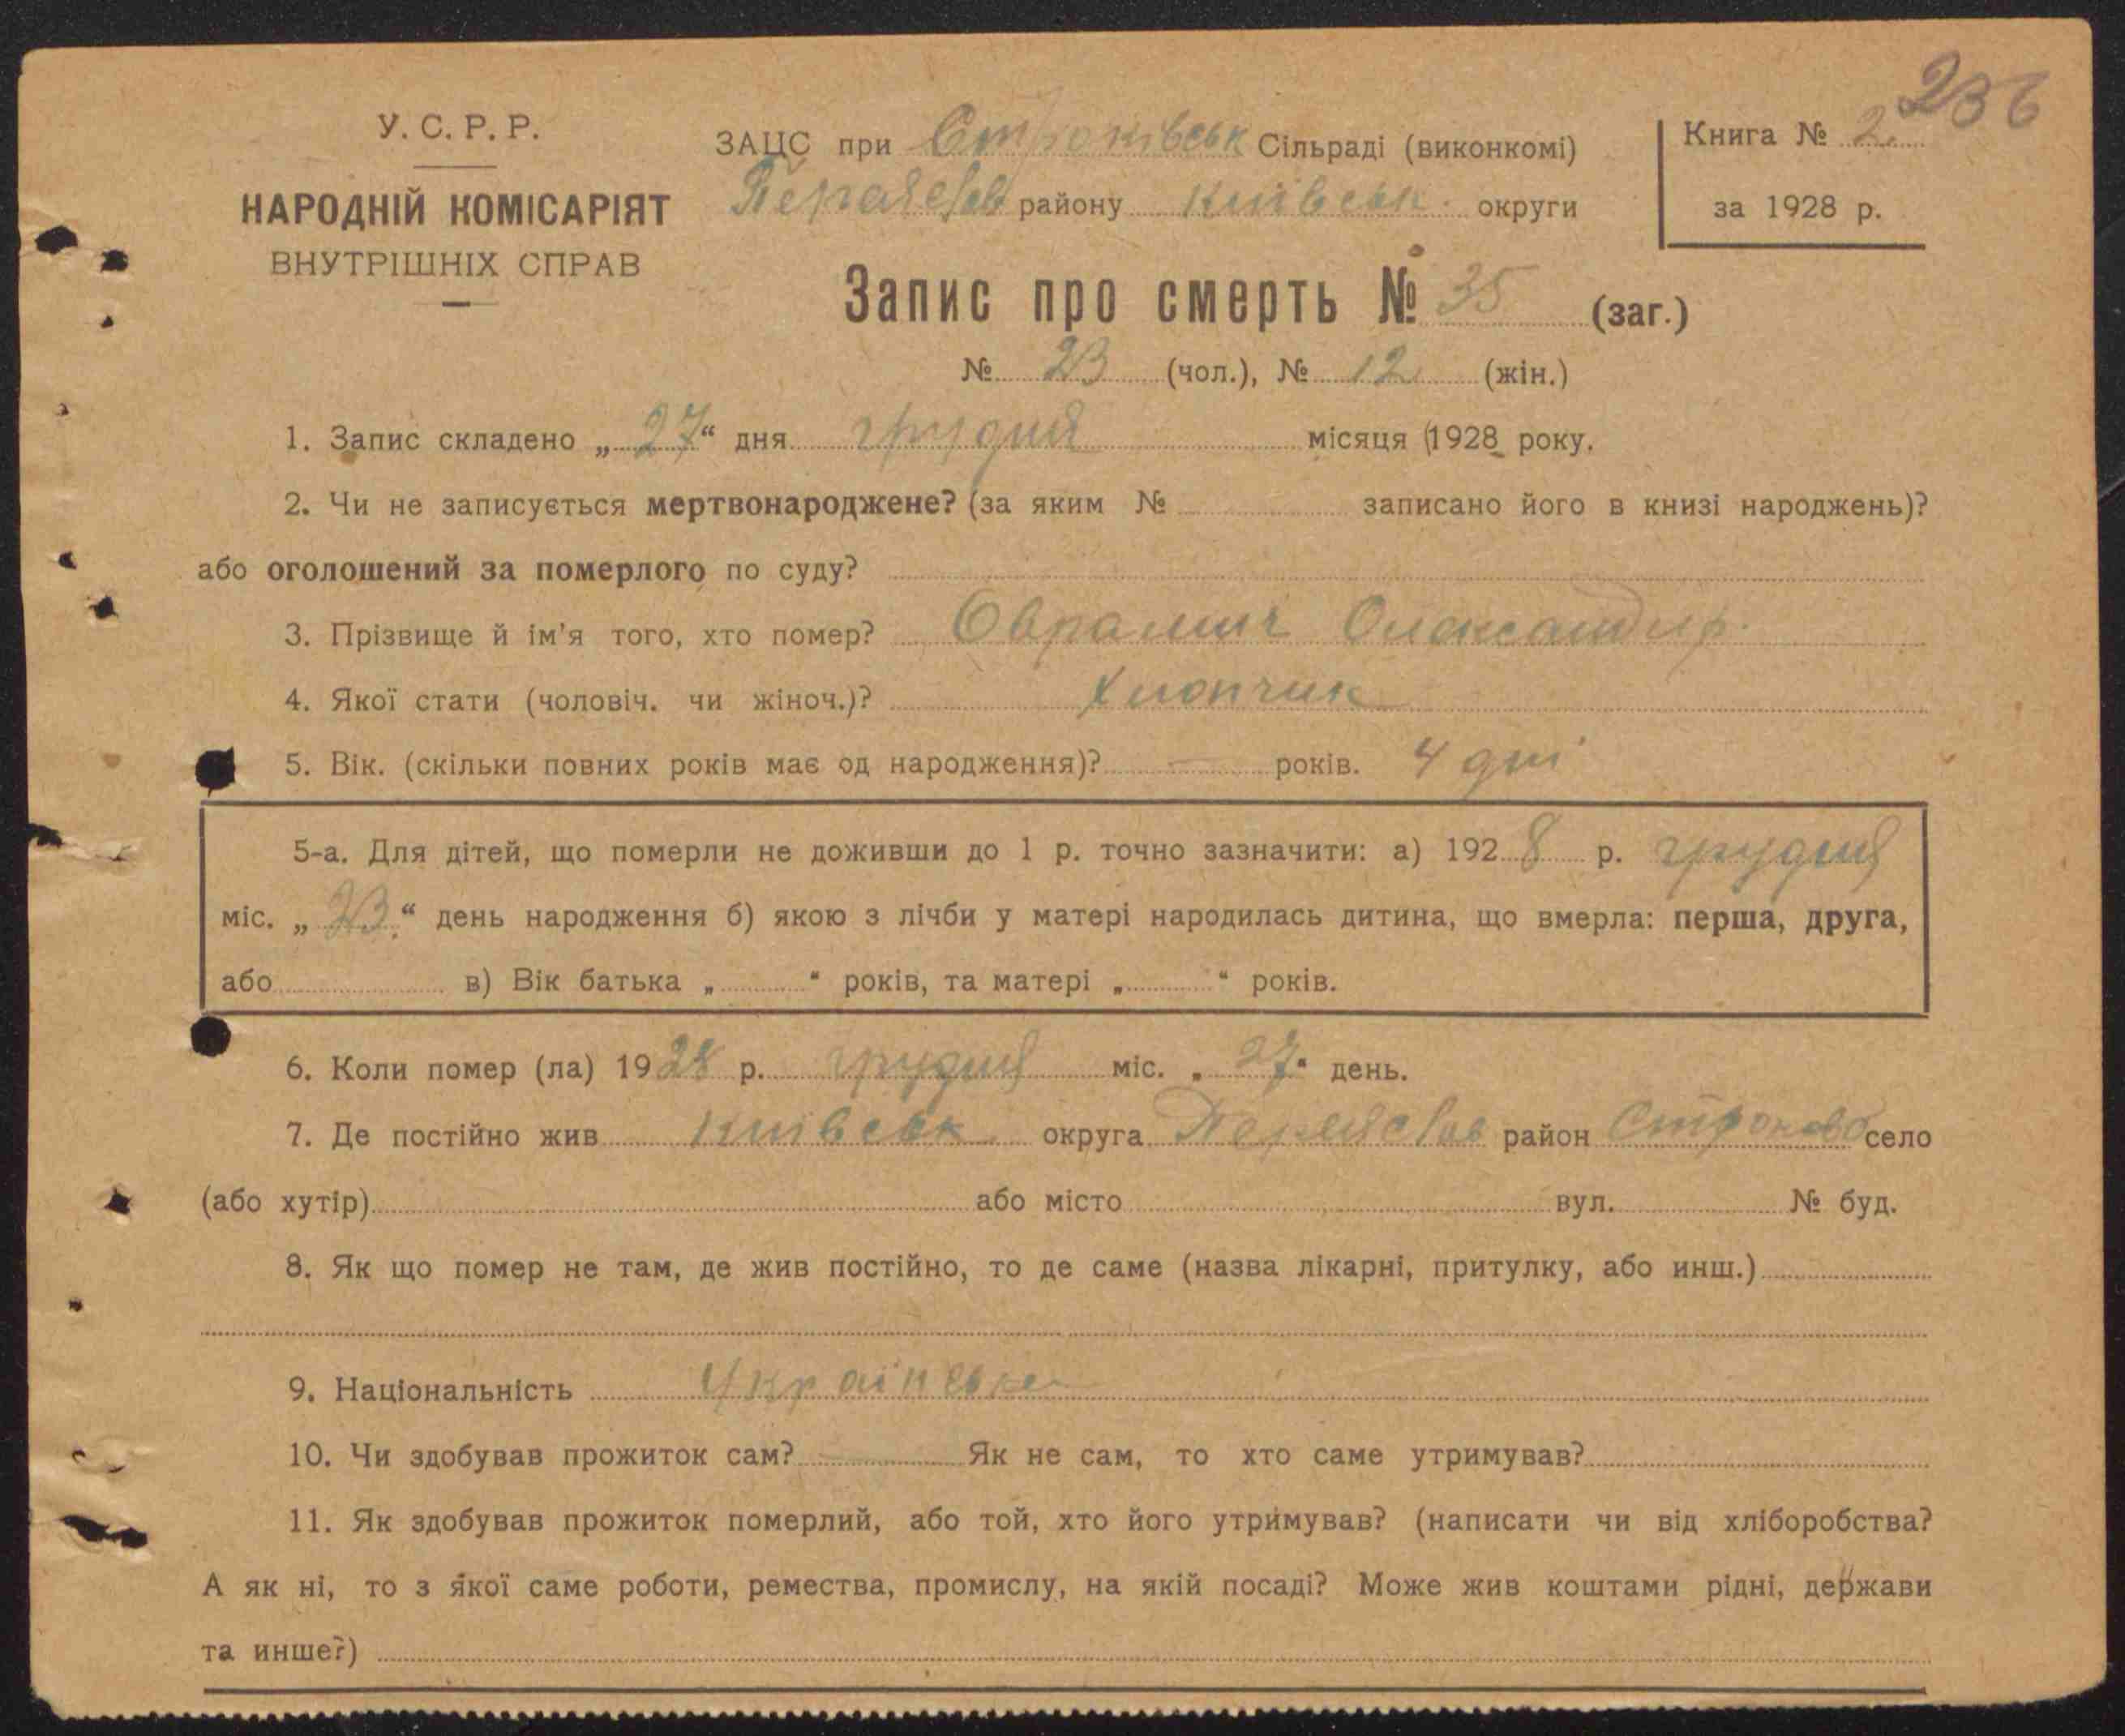 236
У. С. Р. Р.
НАРОДНІЙ КОМІСАРІЯТ
ВНУТРІШНІХ СПРАВ
ЗАЦС при Строківськ Сільраді (виконкомі)
Переяслав району Київськ. округи
Книга № 2.
за 1928 р.
Запис про смерть № 35 (заг.)
№ 23 (чол.), № 12 (жін.)
1. Запис складено „ 27 “ дня грудня місяця 1928 року.
2. Чи не записується мертвонароджене? (за яким № записано його в книзі народжень)?
або оголошений за померлого по суду?
3. Прізвище й ім’я того, хто помер? Оврамич Олександир.
4. Якої стати (чоловіч. чи жіноч.)? Хлопчик
5. Вік. (скільки повних років має од народження)? — років. 4 дні
5-а. Для дітей, що померли не доживши до 1 р. точно зазначити: а) 1928 р. грудня
міс. „ 23. “ день народження б) якою з лічби у матері народилась дитина, що вмерла: перша, друга,
або в) Вік батька „ “ років, та матері „ “ років.
6. Коли помер (ла) 1928 р. грудня міс. „ 27 “ день.
7. Де постійно жив Київськ. округа Переяслав район Строково село
(або хутір) або місто вул. № буд.
8. Як що помер не там, де жив постійно, то де саме (назва лікарні, притулку, або инш.)
9. Національність Українська
10. Чи здобував прожиток сам? — Як не сам, то хто саме утримував?
11. Як здобував прожиток померлий, або той, хто його утримував? (написати чи від хліборобства?
А як ні, то з якої саме роботи, ремества, промислу, на якій посаді? Може жив коштами рідні, держави
та инше?)